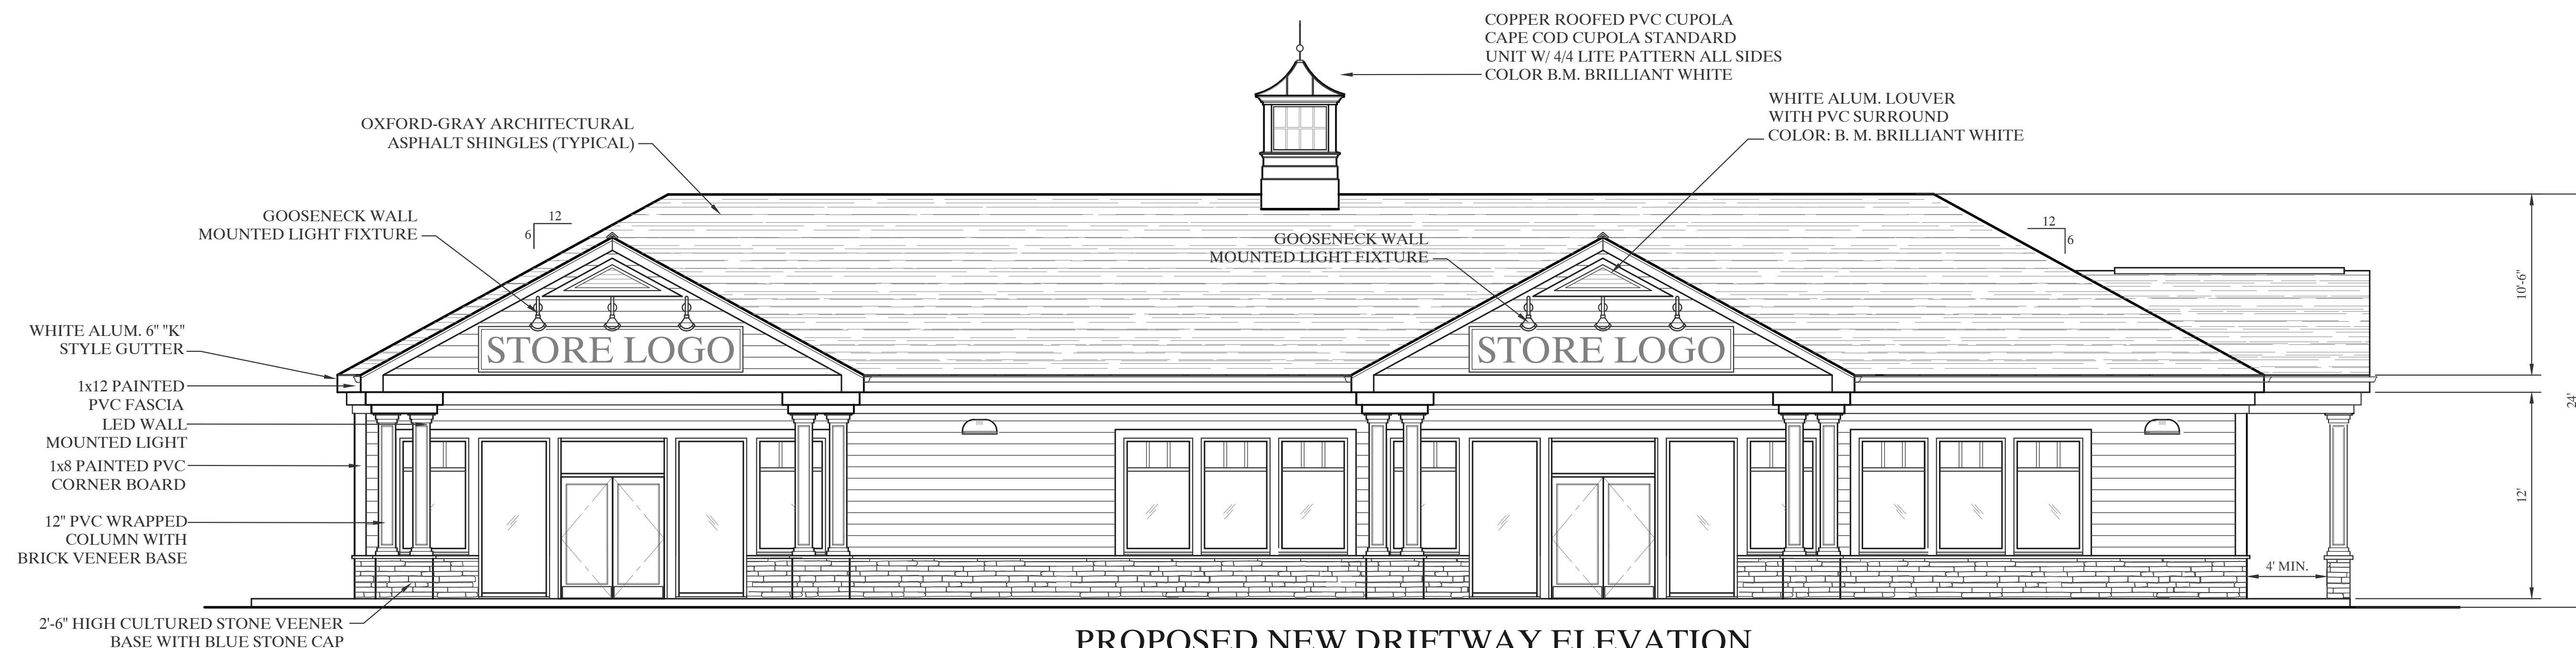 COPPER ROOFED PVC CUPOLA
CAPE COD CUPOLA STANDARD
UNIT W/ 4/4 LITE PATTERN ALL SIDES
COLOR B.M. BRILLIANT WHITE
WHITE ALUM. LOUVER
WITH PVC SURROUND
COLOR: B. M. BRILLIANT WHITE
OXFORD-GRAY ARCHITECTURAL
ASPHALT SHINGLES (TYPICAL)
GOOSENECK WALL
MOUNTED LIGHT FIXTURE
12
6
GOOSENECK WALL
MOUNTED LIGHT FIXTURE
12
6
10'-6"
WHITE ALUM. 6" "K"
STYLE GUTTER
STORE LOGO
STORE LOGO
1x12 PAINTED
PVC FASCIA
LED WALL
MOUNTED LIGHT
1x8 PAINTED PVC
CORNER BOARD
12" PVC WRAPPED
COLUMN WITH
BRICK VENEER BASE
24'
12'
4' MIN.
2'-6" HIGH CULTURED STONE VEENER
BASE WITH BLUE STONE CAP
PROPOSED NEW DRIFTWAY ELEVATION